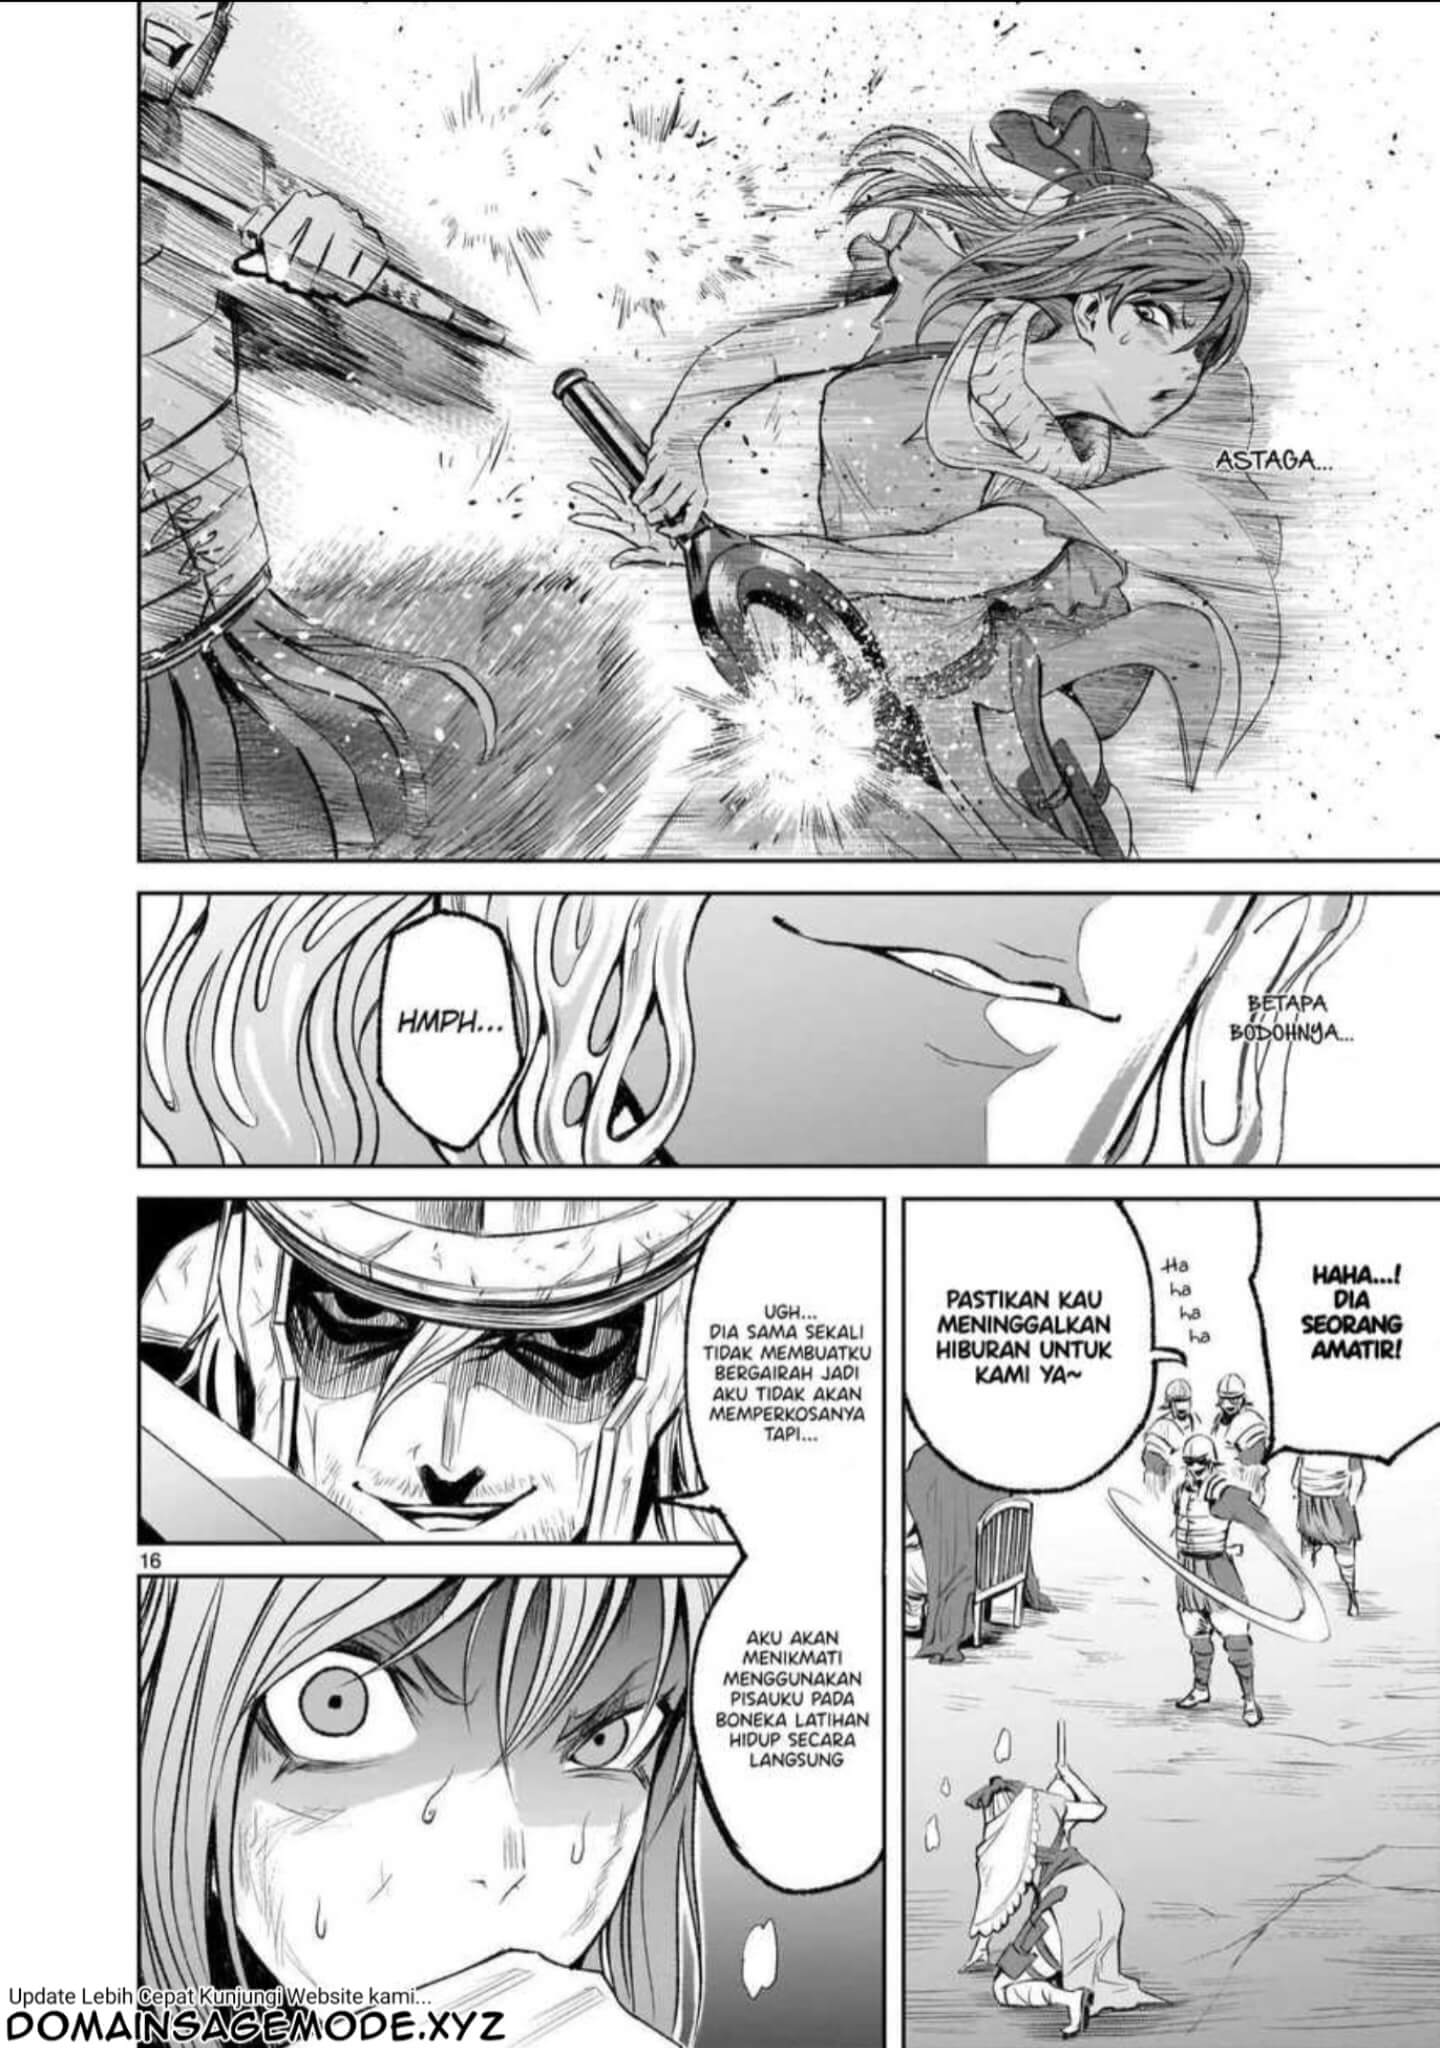 ASTAGA...
BETAPA
BODOHNYA...
HMPH...
HAHA...!
DIA
SEORANG
AMATIR!
Ha
ha
ha
ha
PASTIKAN KAU
MENINGGALKAN
HIBURAN UNTUK
KAMI YA~
UGH...
DIA SAMA SEKALI
TIDAK MEMBUATKU
BERGAIRAH JADI
AKU TIDAK AKAN
MEMPERKOSANYA
TAPI...
16
AKU AKAN
MENIKMATI
MENGGUNAKAN
PISAUKU PADA
BONEKA LATIHAN
HIDUP SECARA
LANGSUNG
Update Lebih Cepat Kunjungi Website kami...
DOMAINSAGEMODE.XYZ